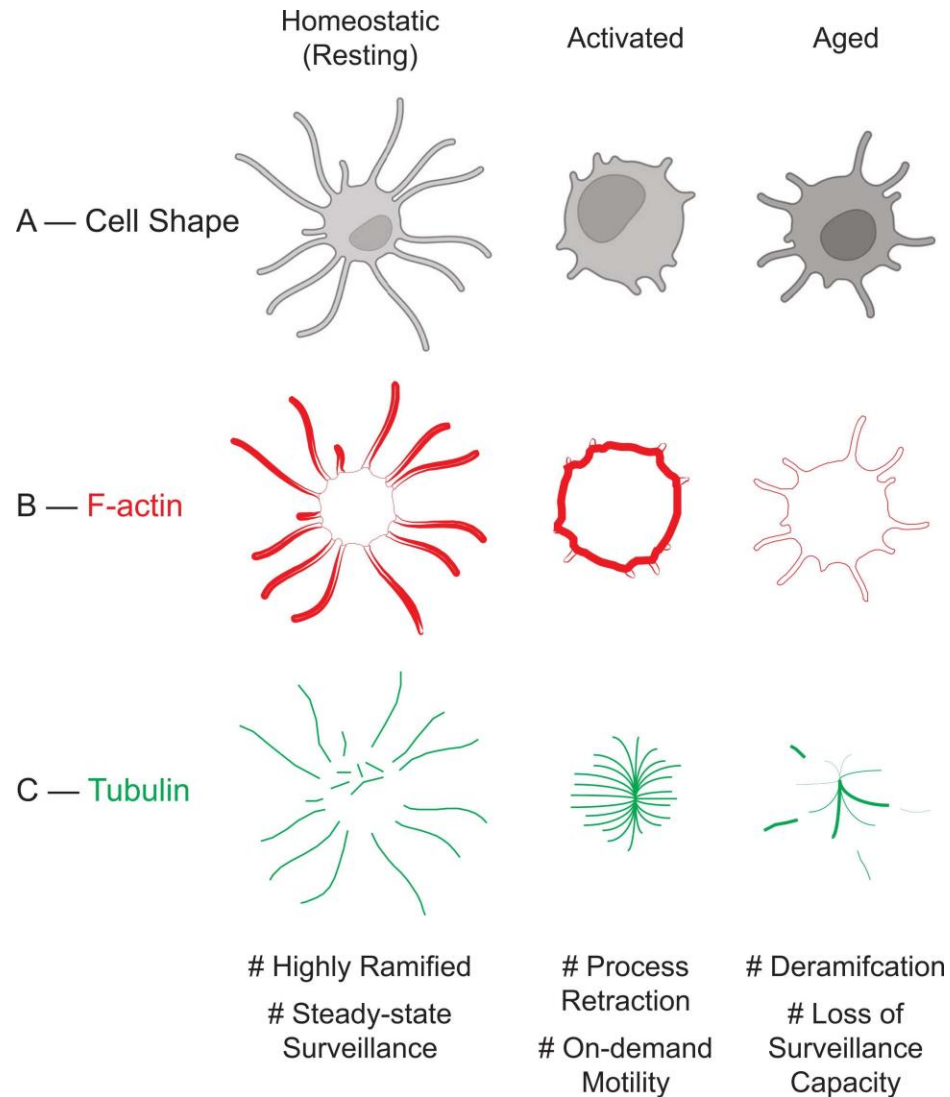 Homeostatic
(Resting)
Activated
Aged
A — Cell Shape
B — F-actin
C — Tubulin
# Highly Ramified
# Steady-state
Surveillance
# Process
Retraction
# On-demand
Motility
# Deramifcation
# Loss of
Surveillance
Capacity